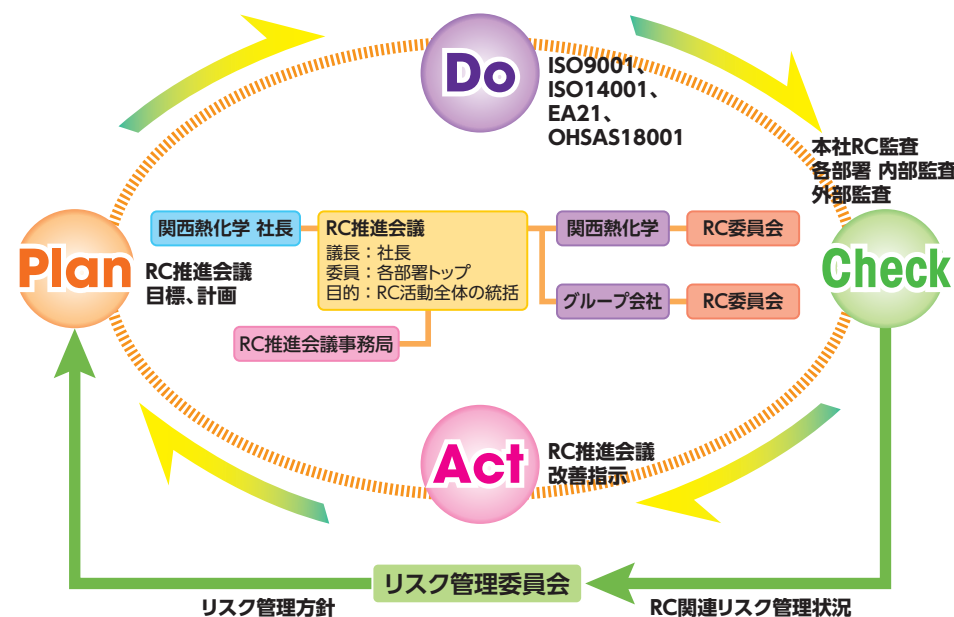 Do
ISO9001、
ISO14001、
EA21、
OHSAS18001
本社RC監査
各部署 内部監査
外部監査
Plan
RC推進会議
目標、計画
関西熱化学 社長
RC推進会議
議長：社長
委員：各部署トップ
目的：RC活動全体の統括
関西熱化学
RC委員会
グループ会社
RC委員会
RC推進会議事務局
Check
Act
RC推進会議
改善指示
リスク管理委員会
リスク管理方針
RC関連リスク管理状況